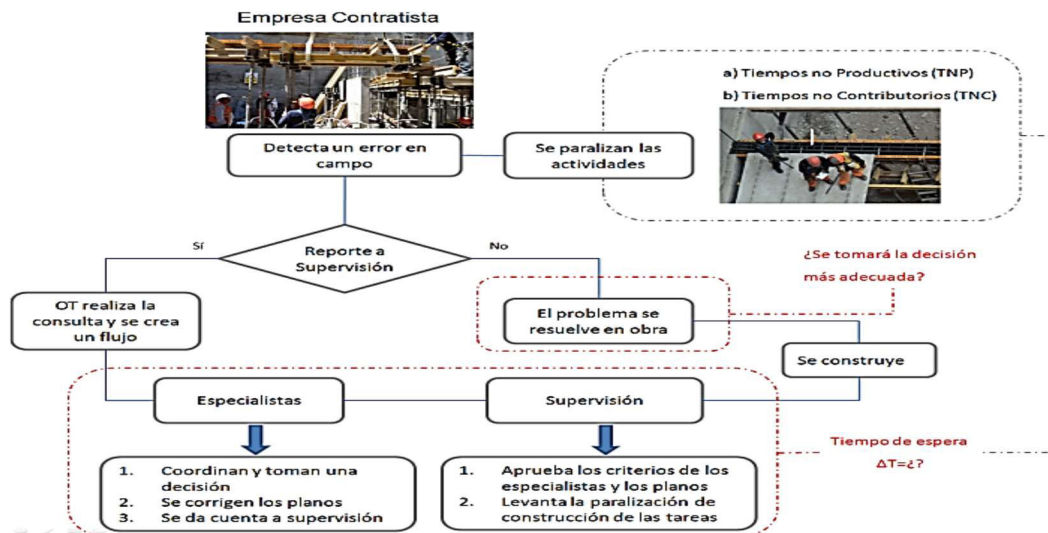 Empresa Contratista
a) Tiempos no Productivos (TNP)
b) Tiempos no Contributorios (TNC)
Detecta un error en
campo
Se paralizan las
actividades
Sí
Reporte a
Supervisión
No
¿Se tomará la decisión
más adecuada?
OT realiza la
consulta y se crea
un flujo
El problema se
resuelve en obra
Se construye
Especialistas
Supervisión
Tiempo de espera
ΔT=¿?
1. Coordinan y toman una
decisión
2. Se corrigen los planos
3. Se da cuenta a supervisión
1. Aprueba los criterios de los
especialistas y los planos
2. Levanta la paralización de
construcción de las tareas